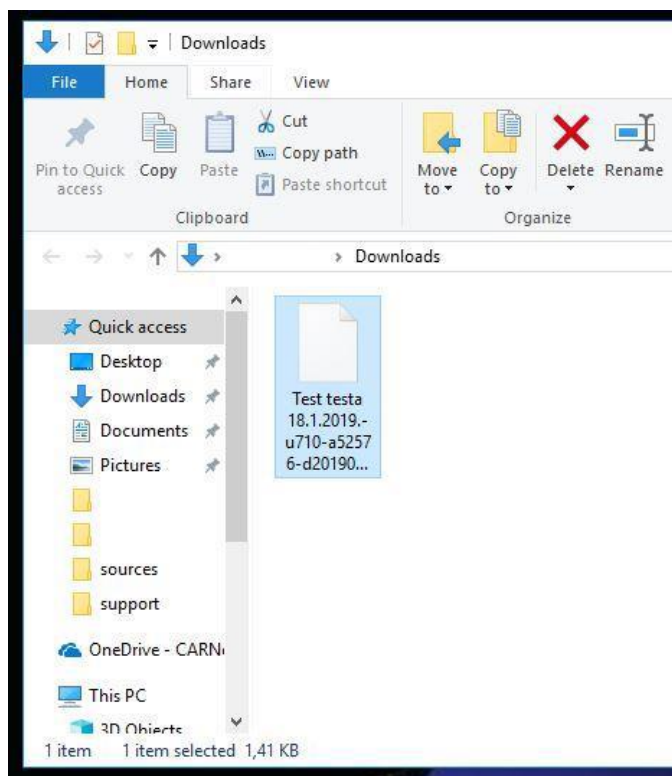 Downloads
File Home Share View
Pin to Quick
access
Copy
Paste
Cut
Copy path
Paste shortcut
Move
to
Copy
to
Delete
Rename
Clipboard
Organize
Downloads
Quick access
Desktop
Downloads
Documents
Pictures
sources
support
OneDrive - CARN
This PC
3D Objects
Test testa
18.1.2019.-
u710-a5257
6-d20190...
1 item 1 item selected 1,41 KB